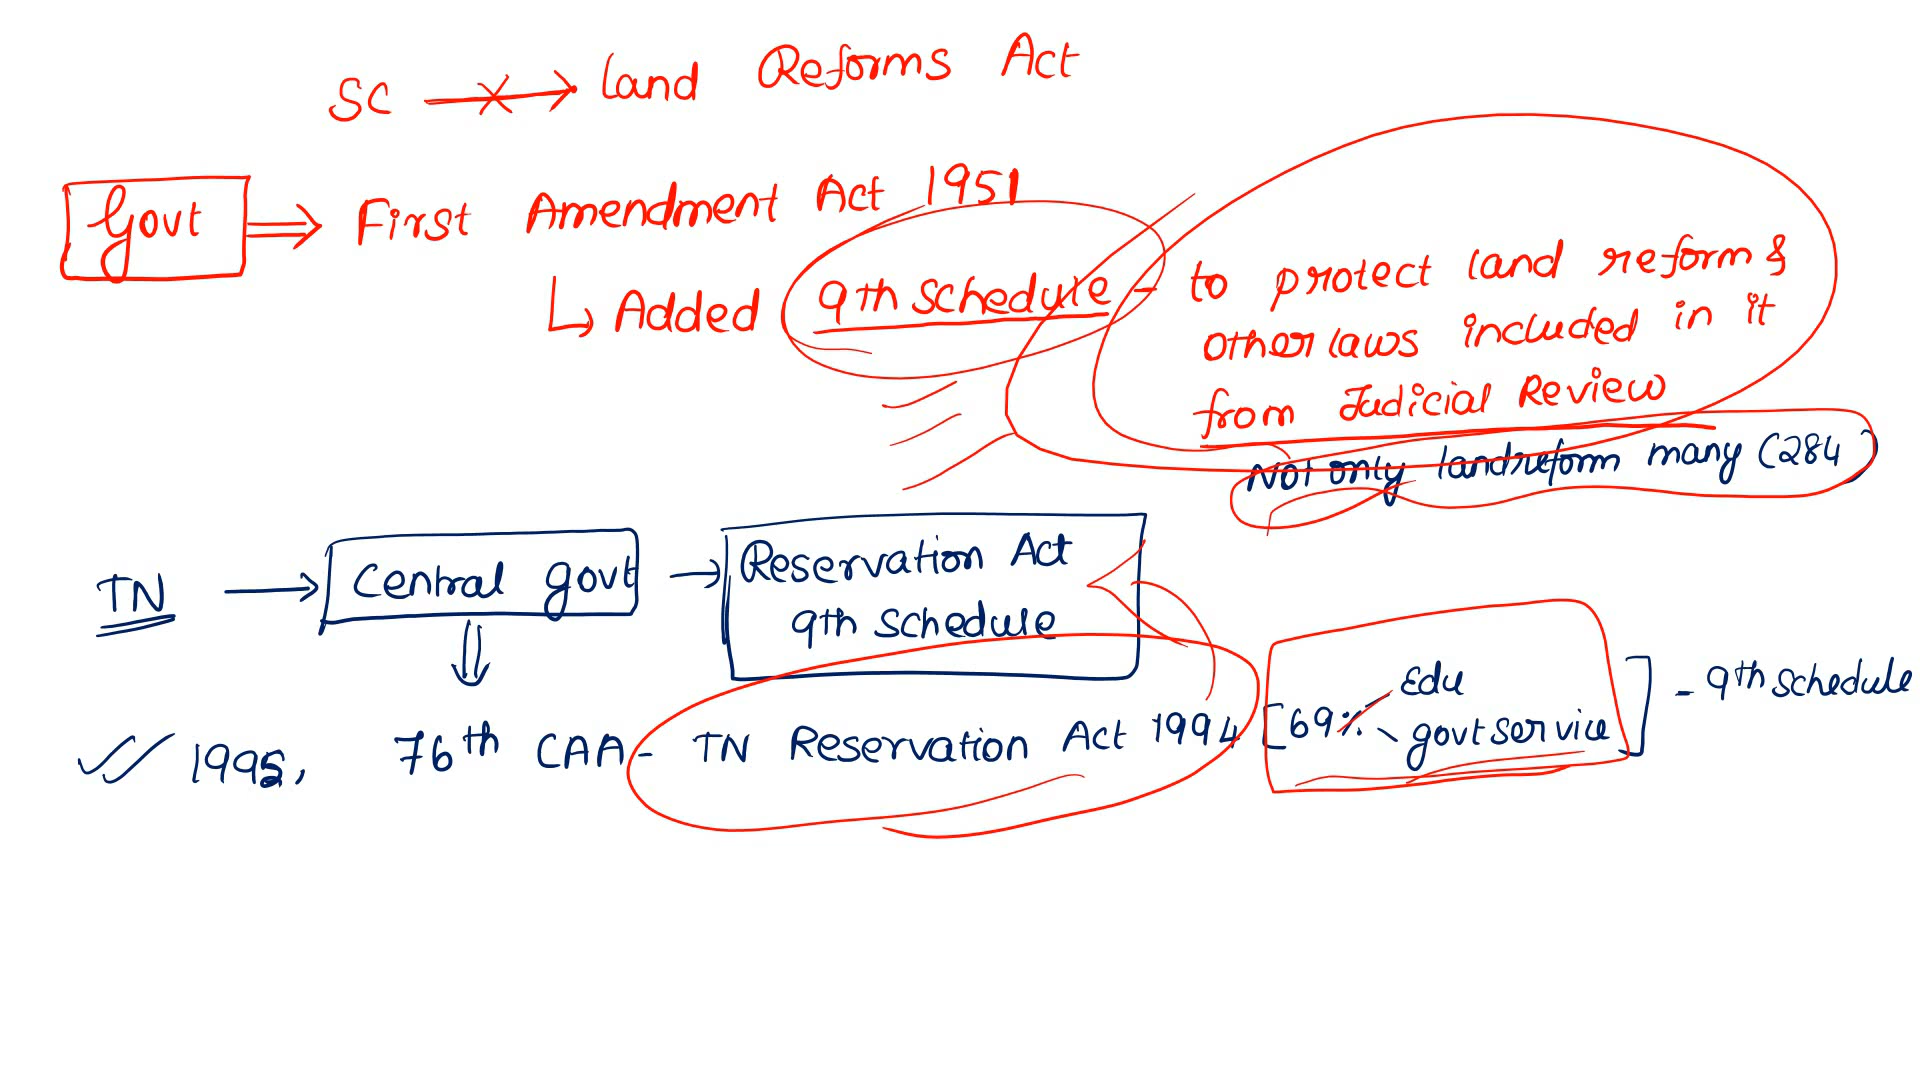 SC → Land Reforms Act
Govt ⇒ First Amendment Act 1951
↳ Added 9th Schedule - to protect land reform &
other laws included in it
from Judicial Review
Not only landreform many (284)
TN → Central govt → Reservation Act
9th Schedule
1995, 76th CAA - TN Reservation Act 1994 [69% Edu
govt service] - 9th Schedule